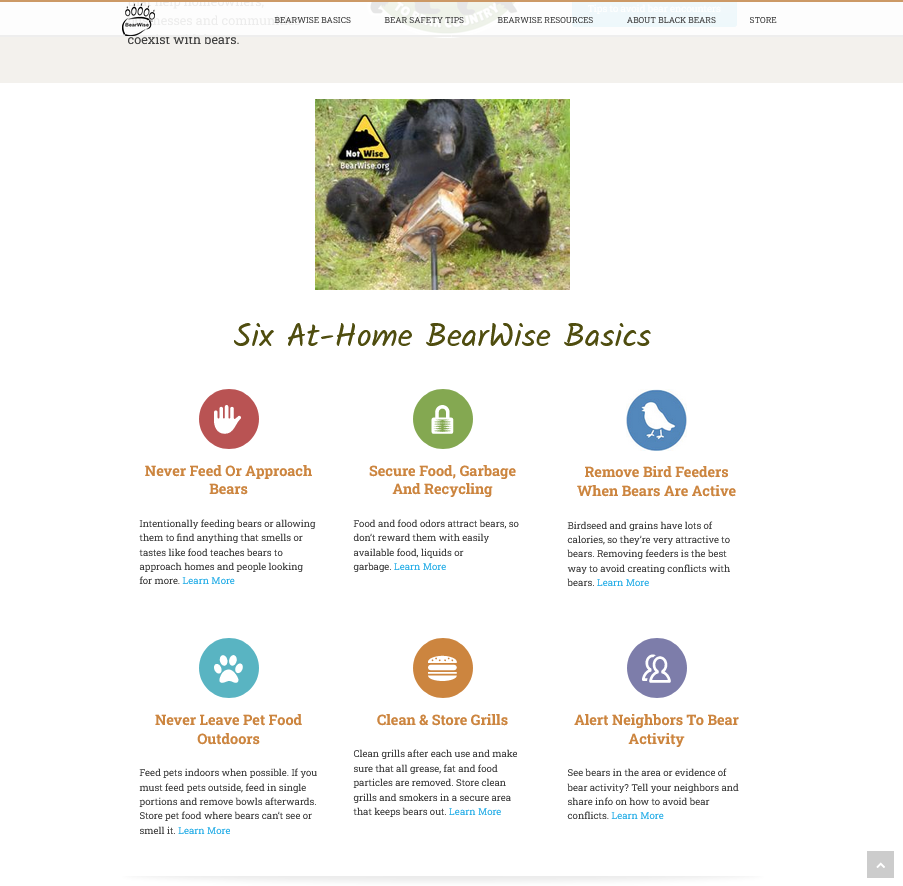 help homeowners,
BearWise
BEARWISE BASICS
BEAR SAFETY TIPS
BEARWISE RESOURCES
ABOUT BLACK BEARS
STORE
coexist with bears.
Not Wise
BearWise.org
Six At-Home BearWise Basics
Never Feed Or Approach
Bears
Intentionally feeding bears or allowing
them to find anything that smells or
tastes like food teaches bears to
approach homes and people looking
for more. Learn More
Secure Food, Garbage
And Recycling
Food and food odors attract bears, so
don't reward them with easily
available food, liquids or
garbage. Learn More
Remove Bird Feeders
When Bears Are Active
Birdseed and grains have lots of
calories, so they're very attractive to
bears. Removing feeders is the best
way to avoid creating conflicts with
bears. Learn More
Never Leave Pet Food
Outdoors
Feed pets indoors when possible. If you
must feed pets outside, feed in single
portions and remove bowls afterwards.
Store pet food where bears can't see or
smell it. Learn More
Clean & Store Grills
Clean grills after each use and make
sure that all grease, fat and food
particles are removed. Store clean
grills and smokers in a secure area
that keeps bears out. Learn More
Alert Neighbors To Bear
Activity
See bears in the area or evidence of
bear activity? Tell your neighbors and
share info on how to avoid bear
conflicts. Learn More